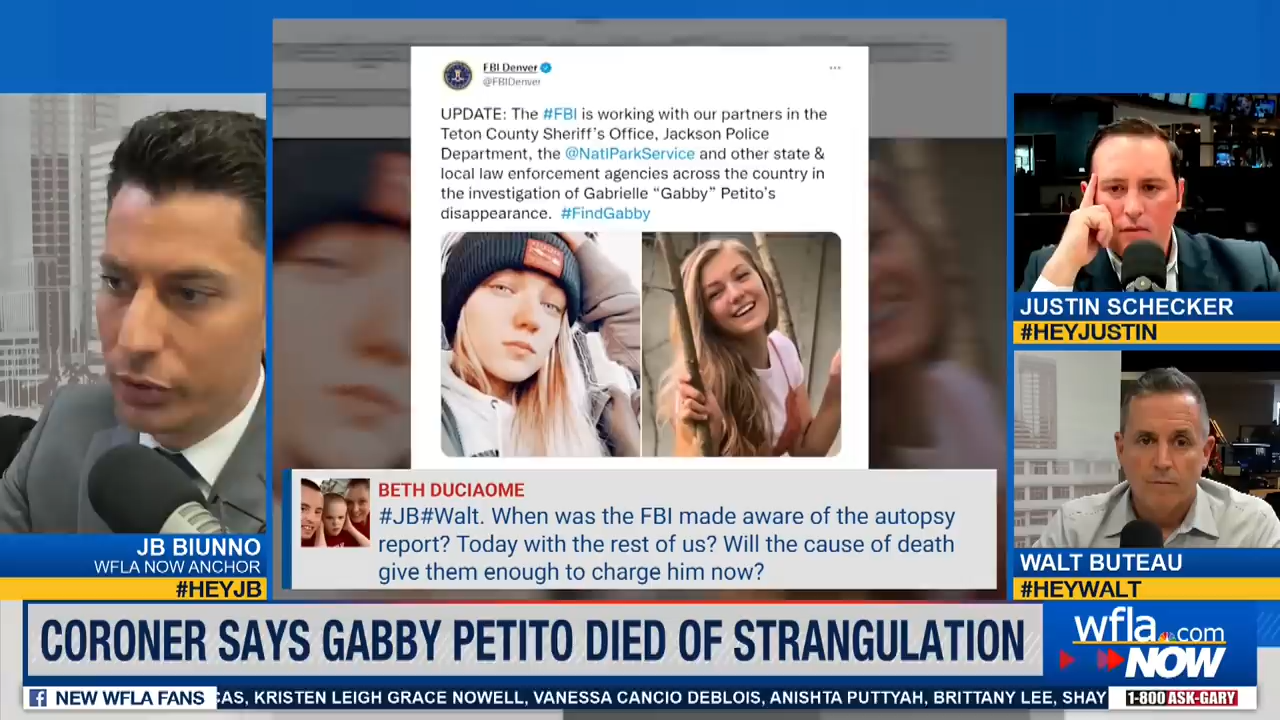 FBI Denver
@FBIDenver
UPDATE: The #FBI is working with our partners in the
Teton County Sheriff's Office, Jackson Police
Department, the @NatlParkService and other state &
local law enforcement agencies across the country in
the investigation of Gabrielle “Gabby” Petito's
disappearance. #FindGabby
JB BIUNNO
WFLA NOW ANCHOR
#HEYJB
JUSTIN SCHECKER
#HEYJUSTIN
WALT BUTEAU
#HEYWALT
BETH DUCIAOME
#JB#Walt. When was the FBI made aware of the autopsy
report? Today with the rest of us? Will the cause of death
give them enough to charge him now?
CORONER SAYS GABBY PETITO DIED OF STRANGULATION
wfla.com
NOW
NEW WFLA FANS
CAS, KRISTEN LEIGH GRACE NOWELL, VANESSA CANCIO DEBLOIS, ANISHTA PUTTYAH, BRITTANY LEE, SHAY
1-800 ASK-GARY